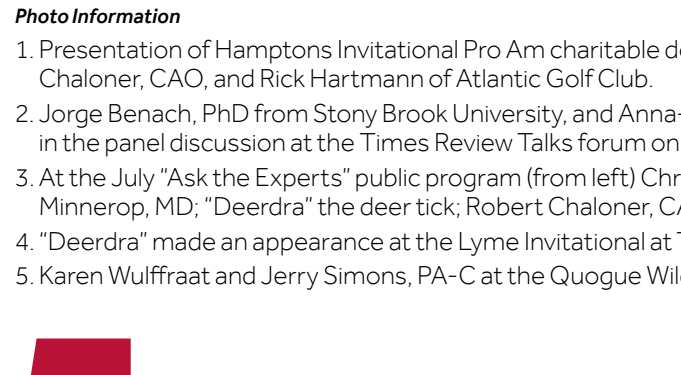 Photo Information
1. Presentation of Hamptons Invitational Pro Am charitable
Chaloner, CAO, and Rick Hartmann of Atlantic Golf Club.
2. Jorge Benach, PhD from Stony Brook University, and Anna-
in the panel discussion at the Times Review Talks forum on
3. At the July “Ask the Experts” public program (from left)
Minnerop, MD; “Deerdra” the deer tick; Robert Chaloner,
4. “Deerdra” made an appearance at the Lyme Invitational at
5. Karen Wulffraat and Jerry Simons, PA-C at the Quogue